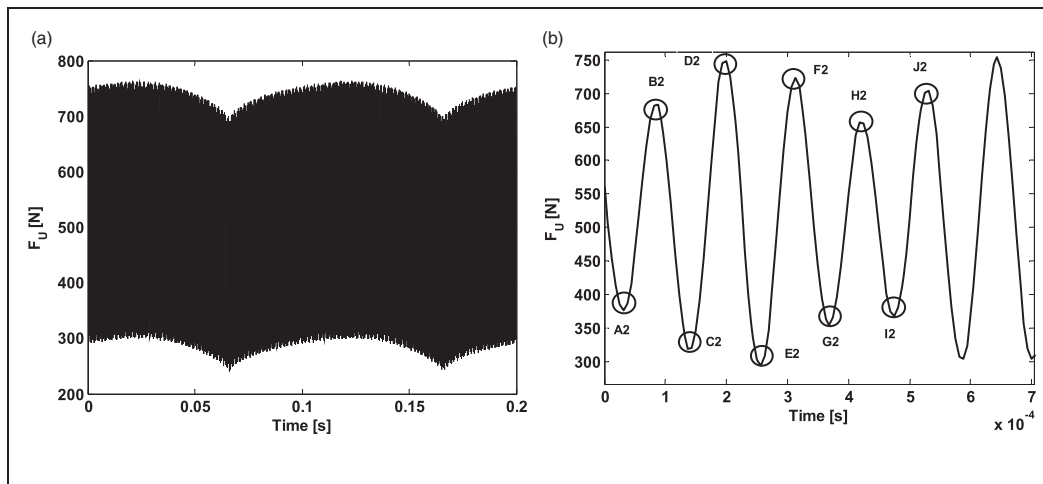 (a)
800
700
600
500
400
300
200
F_U [N]
0
0.05
0.1
0.15
0.2
Time [s]
(b)
750
700
650
600
550
500
450
400
350
300
F_U [N]
A2
B2
C2
D2
E2
F2
G2
H2
I2
J2
0
1
2
3
4
5
6
7
Time [s]
x 10^-4